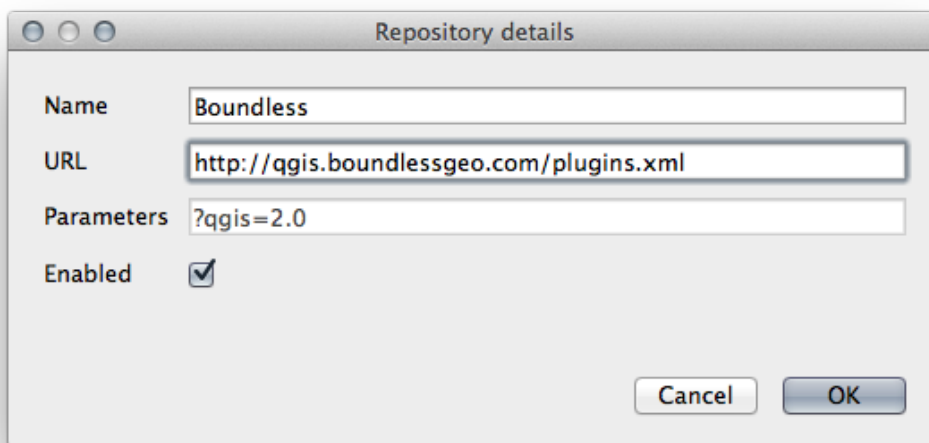 Repository details
Name Boundless
URL http://qgis.boundlessgeo.com/plugins.xml
Parameters ?qgis=2.0
Enabled
Cancel OK